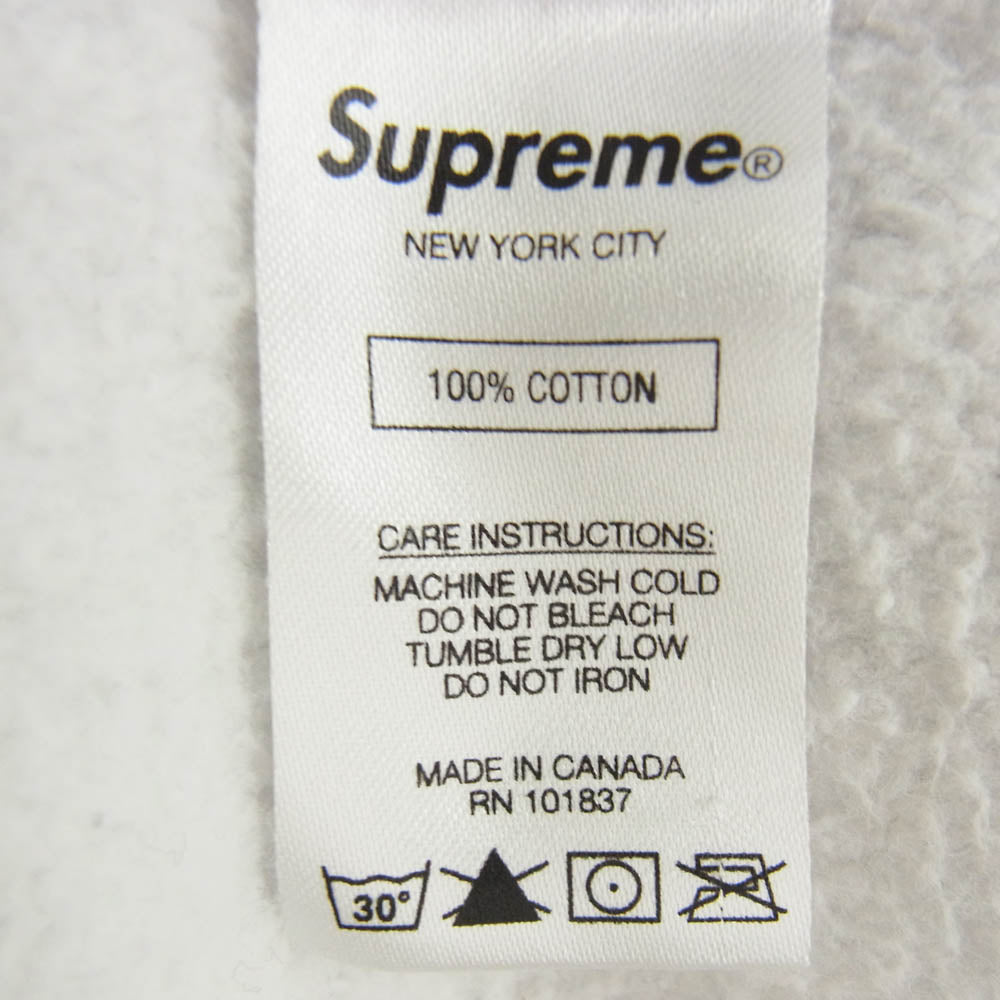 Supreme®
NEW YORK CITY
100% COTTON
CARE INSTRUCTIONS:
MACHINE WASH COLD
DO NOT BLEACH
TUMBLE DRY LOW
DO NOT IRON
MADE IN CANADA
RN 101837
30°